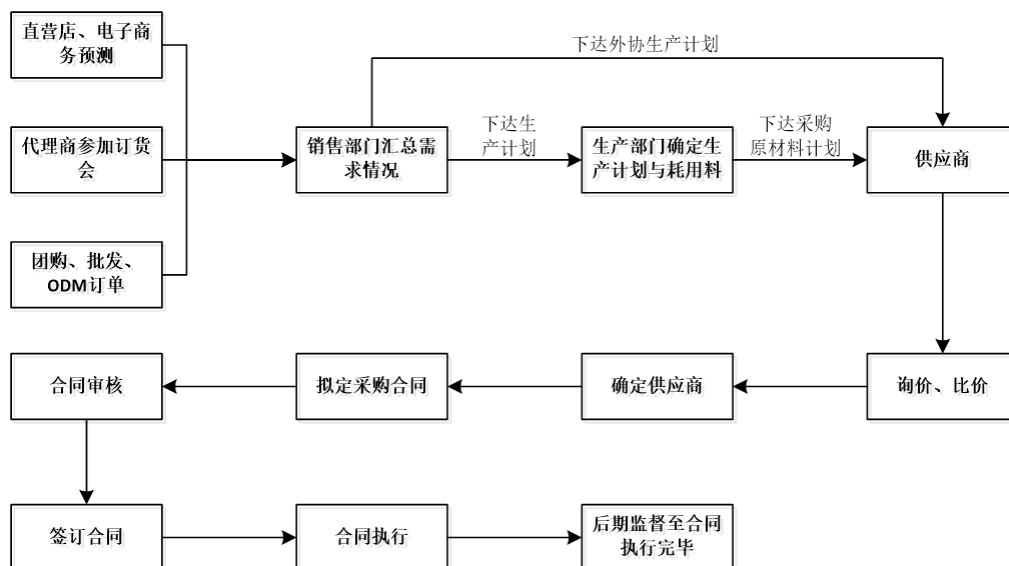 直营店、电子商
务预测
下达外协生产计划
代理商参加订货
会
销售部门汇总需
求情况
下达生
产计划
生产部门确定生
产计划与耗用料
下达采购
原材料计划
供应商
团购、批发、
ODM订单
合同审核
拟定采购合同
确定供应商
询价、比价
签订合同
合同执行
后期监督至合同
执行完毕